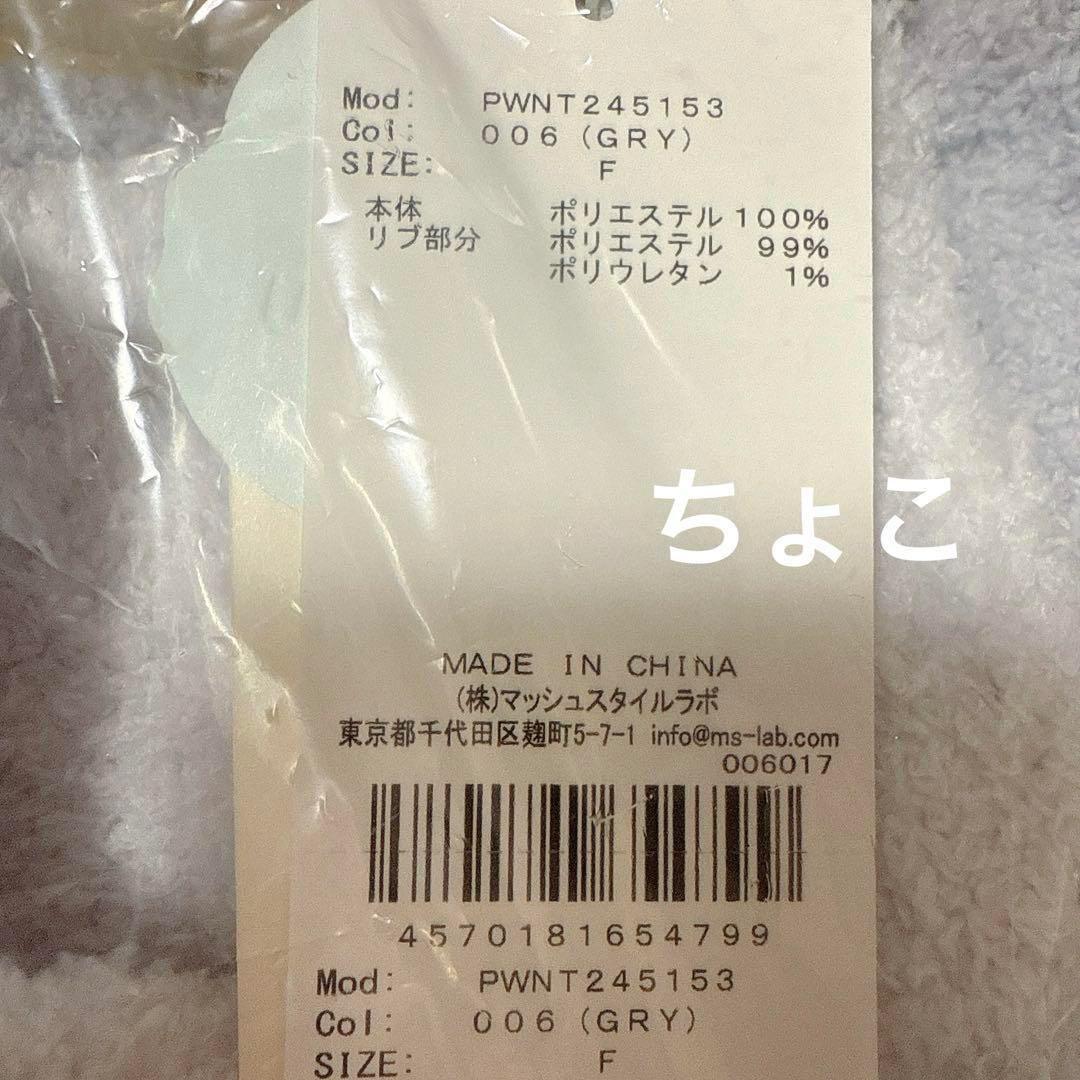 Mod: PWNT245153
Col: 006 (GRY)
SIZE: F
本体 ポリエステル 100%
リブ部分 ポリエステル 99%
ポリウレタン 1%
ちょこ
MADE IN CHINA
(株)マッシュスタイルラボ
東京都千代田区麹町5-7-1 info@ms-lab.com
006017
4570181654799
Mod: PWNT245153
Col: 006 (GRY)
SIZE: F